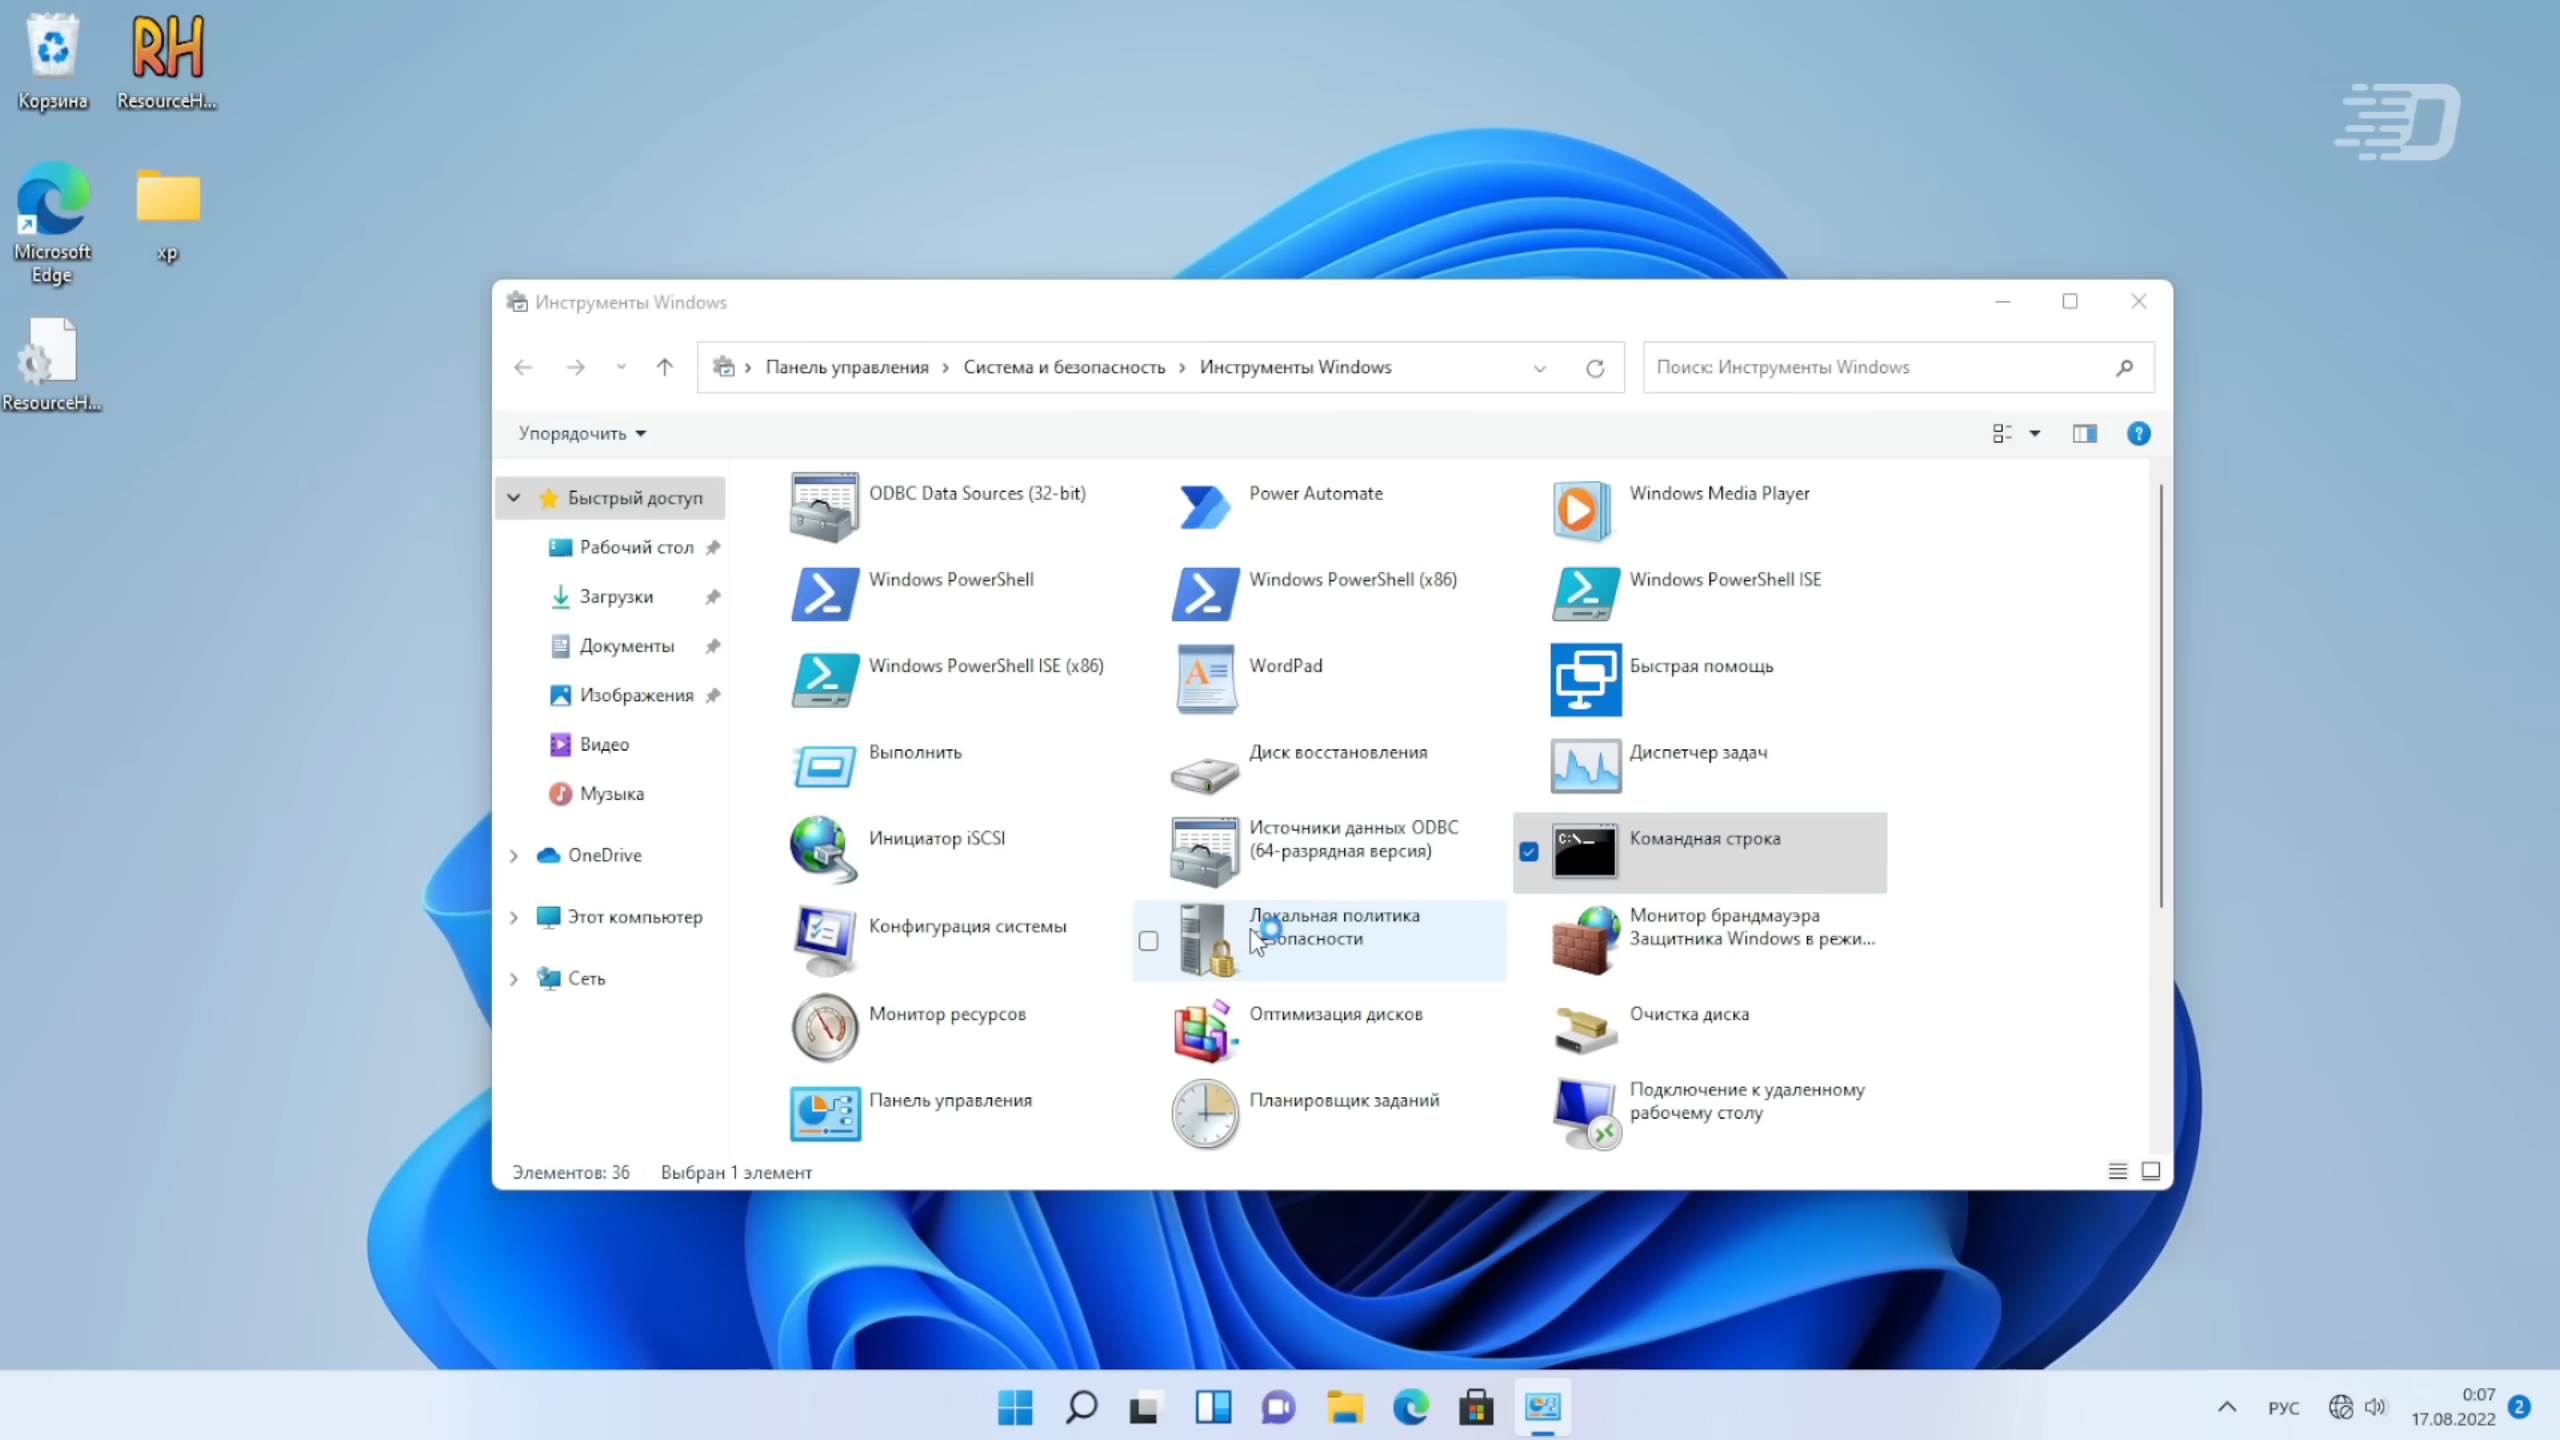 Корзина
ResourceH...
Microsoft
Edge
xp
ResourceH...
Инструменты Windows
Панель управления
Система и безопасность
Инструменты Windows
Поиск: Инструменты Windows
Упорядочить
Быстрый доступ
Рабочий стол
Загрузки
Документы
Изображения
Видео
Музыка
OneDrive
Этот компьютер
Сеть
ODBC Data Sources (32-bit)
Power Automate
Windows Media Player
Windows PowerShell
Windows PowerShell (x86)
Windows PowerShell ISE
Windows PowerShell ISE (x86)
WordPad
Быстрая помощь
Выполнить
Диск восстановления
Диспетчер задач
Инициатор iSCSI
Источники данных ODBC
(64-разрядная версия)
C:\_
Командная строка
Конфигурация системы
Локальная политика
безопасности
Монитор брандмауэра
Защитника Windows в режи...
Монитор ресурсов
Оптимизация дисков
Очистка диска
Панель управления
Планировщик заданий
Подключение к удаленному
рабочему столу
Элементов: 36
Выбран 1 элемент
РУС
0:07
17.08.2022
2